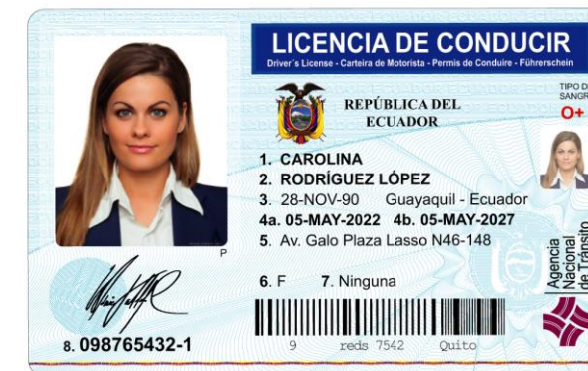 LICENCIA DE CONDUCIR
Driver's License - Carteira de Motorista - Permis de Conduire - Führerschein
REPÚBLICA DEL
ECUADOR
TIPO DE
SANGRE
O+
1. CAROLINA
2. RODRÍGUEZ LÓPEZ
3. 28-NOV-90 Guayaquil - Ecuador
4a. 05-MAY-2022 4b. 05-MAY-2027
5. Av. Galo Plaza Lasso N46-148
6. F 7. Ninguna
P
8. 098765432-1
9 reds 7542 Quito
Agencia
Nacional
de Tránsito